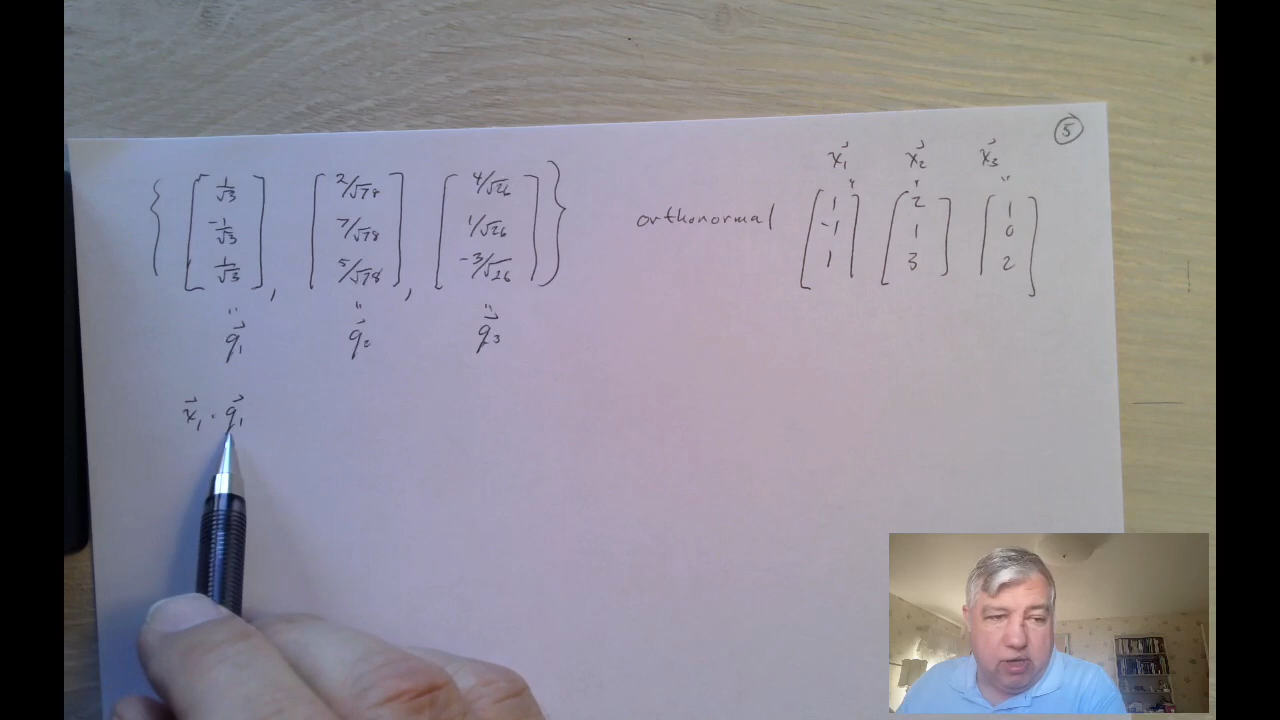 ⑤
{ [ 1/√3, -1/√3, 1/√3 ], [ 2/√78, 7/√78, 5/√78 ], [ 4/√26, 1/√26, -3/√26 ] }
" " "
q⃗₁ q⃗₂ q⃗₃
orthonormal
x⃗₁ x⃗₂ x⃗₃
" " "
[ 1, -1, 1 ] [ 2, 1, 3 ] [ 1, 0, 2 ]
x⃗₁ · q⃗₁